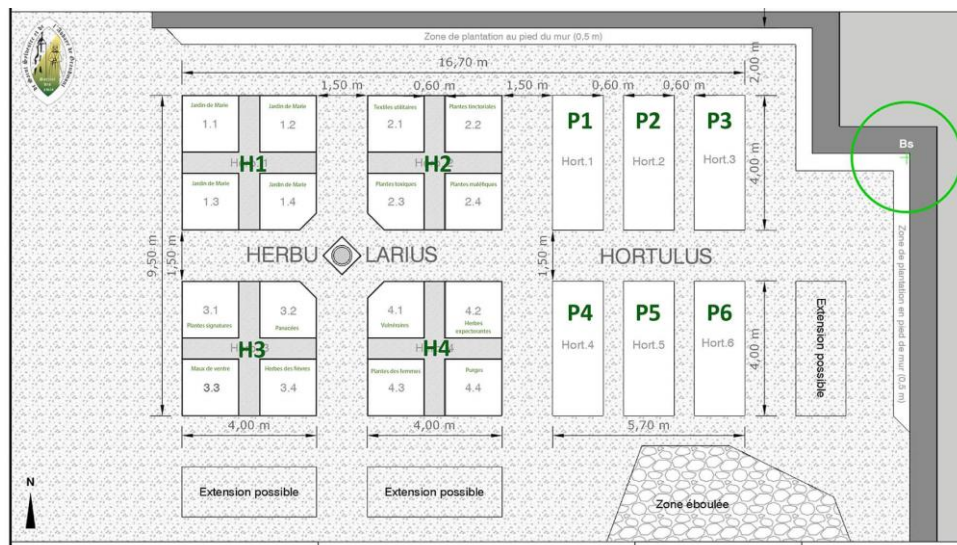 Zone de plantation au pied du mur (0,5 m)
16,70 m
2,00 m
1,50 m
0,60 m
1,50 m
0,60 m
0,60 m
Jardin de Marie
1.1
Jardin de Marie
1.2
Textiles utilitaires
2.1
Plantes tinctoriales
2.2
P1
P2
P3
Bs
H1
H2
Hort.1
Hort.2
Hort.3
Jardin de Marie
1.3
Jardin de Marie
1.4
Plantes toxiques
2.3
Plantes maléfiques
2.4
4,00 m
9,50 m
1,50 m
HERBU
LARIUS
1,50 m
HORTULUS
Zone de plantation en pied de mur (0,5 m)
3.1
Plantes signatures
3.2
Panacées
4.1
Vulnéraires
4.2
Herbes
expectorantes
P4
P5
P6
H3
H4
Hort.4
Hort.5
Hort.6
4,00 m
Extension possible
Maux de ventre
3.3
Herbes des fièvres
3.4
Plantes des femmes
4.3
Purges
4.4
4,00 m
4,00 m
5,70 m
N
Extension possible
Extension possible
Zone éboulée